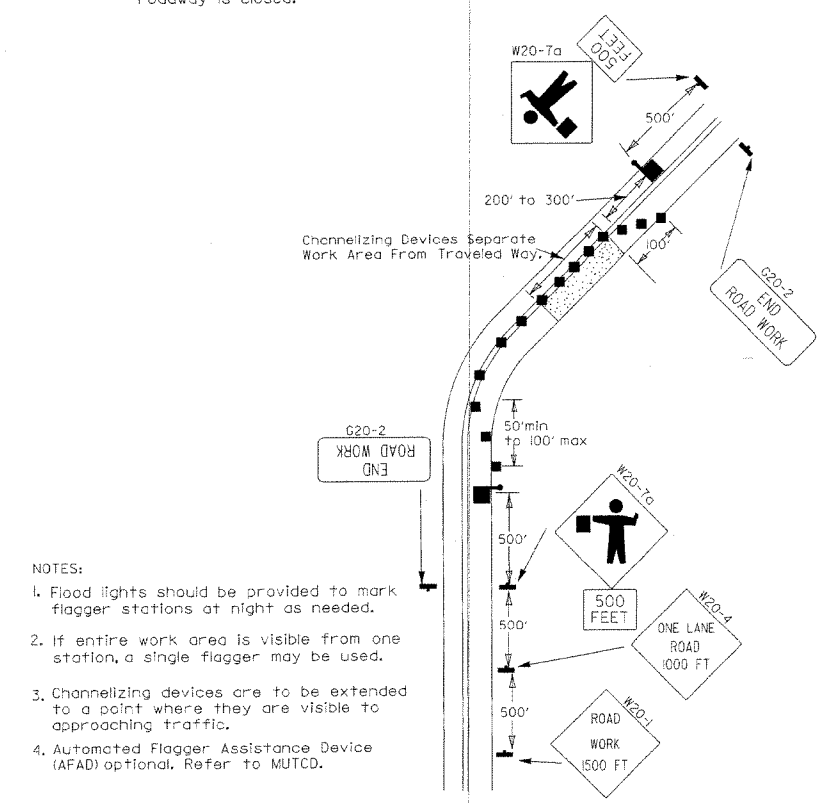 roadway is closed.
W20-7a
500
FEET
500'
200' to 300'
Channelizing Devices Separate
Work Area From Traveled Way.
100'
G20-2
END
ROAD WORK
50'min
to 100' max
G20-2
END
ROAD WORK
W20-7a
500'
500
FEET
500'
W20-4
ONE LANE
ROAD
1000 FT
500'
W20-1
ROAD
WORK
1500 FT
NOTES:
1. Flood lights should be provided to mark
flagger stations at night as needed.
2. If entire work area is visible from one
station, a single flagger may be used.
3. Channelizing devices are to be extended
to a point where they are visible to
approaching traffic.
4. Automated Flagger Assistance Device
(AFAD) optional. Refer to MUTCD.